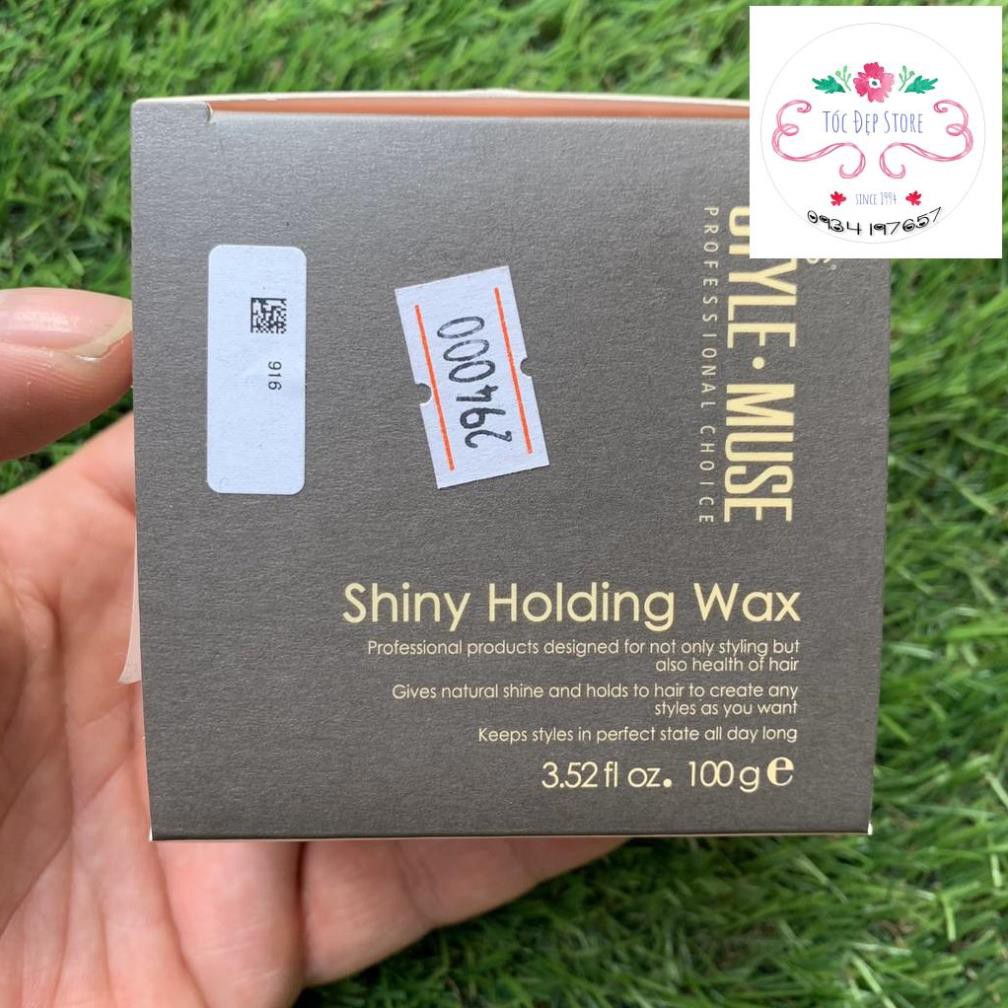 TÓC ĐẸP STORE
SINCE 1994
0934 197657
STYLE • MUSE
PROFESSIONAL CHOICE
916
294000
Shiny Holding Wax
Professional products designed for not only styling but
also health of hair
Gives natural shine and holds to hair to create any
styles as you want
Keeps styles in perfect state all day long
3.52 fl oz. 100 g e